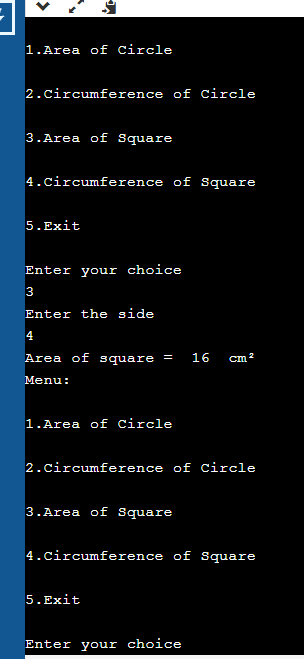 1.Area of Circle
2.Circumference of Circle
3.Area of Square
4.Circumference of Square
5.Exit
Enter your choice
3
Enter the side
4
Area of square =  16  cm²
Menu:
1.Area of Circle
2.Circumference of Circle
3.Area of Square
4.Circumference of Square
5.Exit
Enter your choice